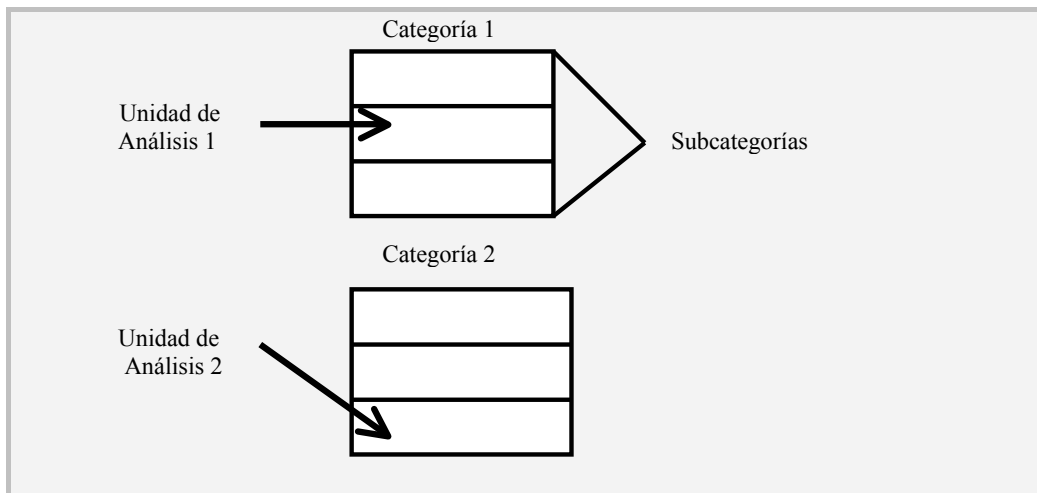 Categoría 1
Unidad de
Análisis 1
Subcategorías
Categoría 2
Unidad de
Análisis 2